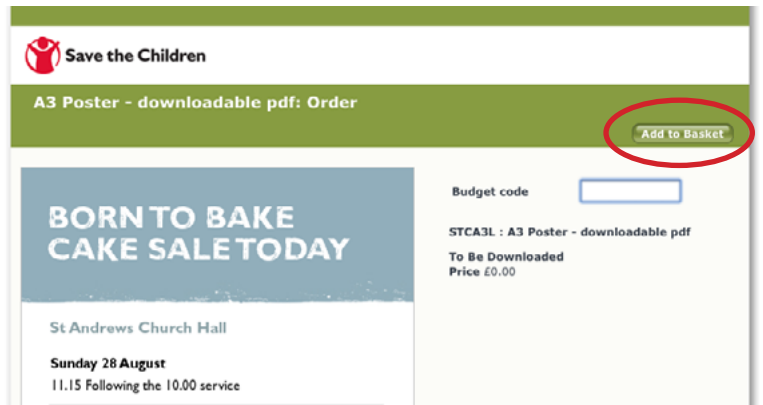 Save the Children
A3 Poster - downloadable pdf: Order
Add to Basket
BORN TO BAKE
CAKE SALE TODAY
St Andrews Church Hall
Sunday 28 August
11.15 Following the 10.00 service
Budget code
STCA3L : A3 Poster - downloadable pdf
To Be Downloaded
Price £0.00